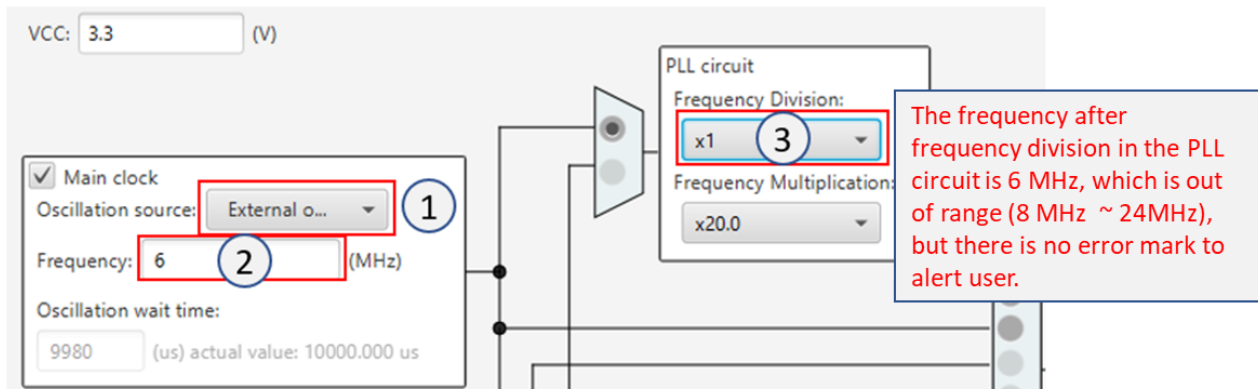 VCC: 3.3 (V)
PLL circuit
Frequency Division:
x1 3
Frequency Multiplication:
x20.0
The frequency after
frequency division in the PLL
circuit is 6 MHz, which is out
of range (8 MHz ~ 24MHz),
but there is no error mark to
alert user.
Main clock
Oscillation source: External o... 1
Frequency: 6 2 (MHz)
Oscillation wait time:
9980 (us) actual value: 10000.000 us